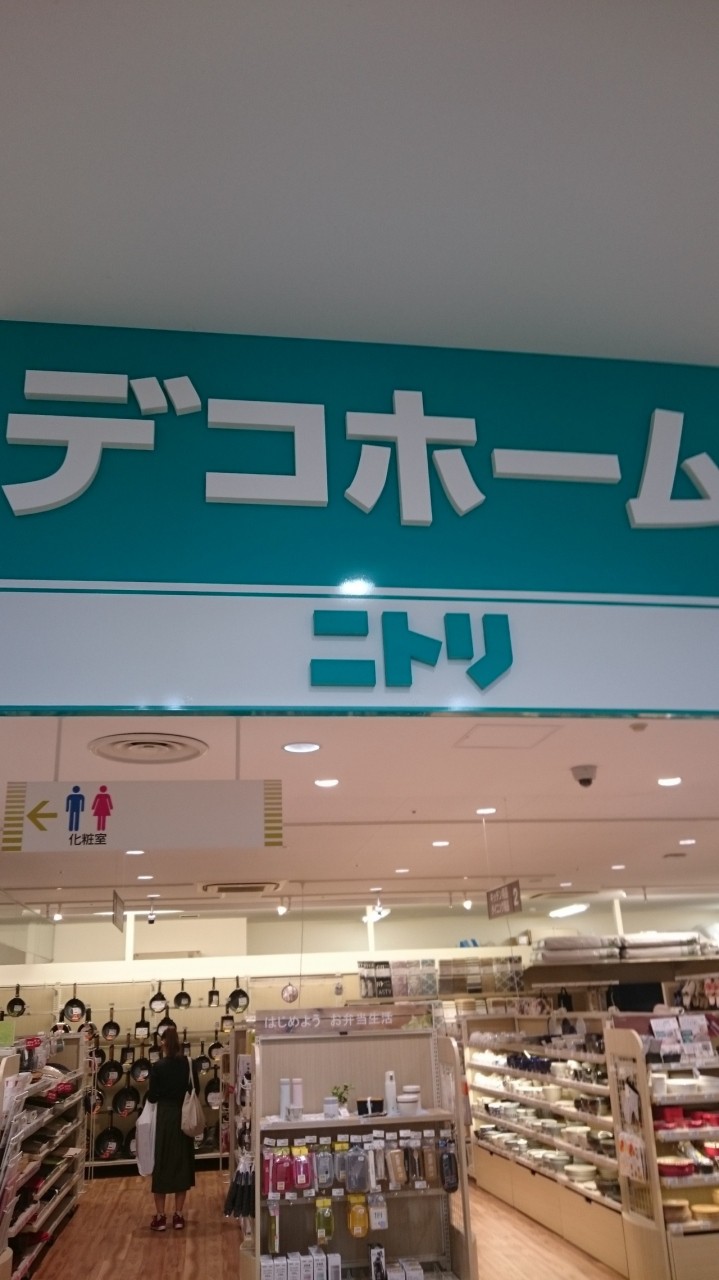 デコホーム
ニトリ
化粧室
2
はじめよう お弁当生活